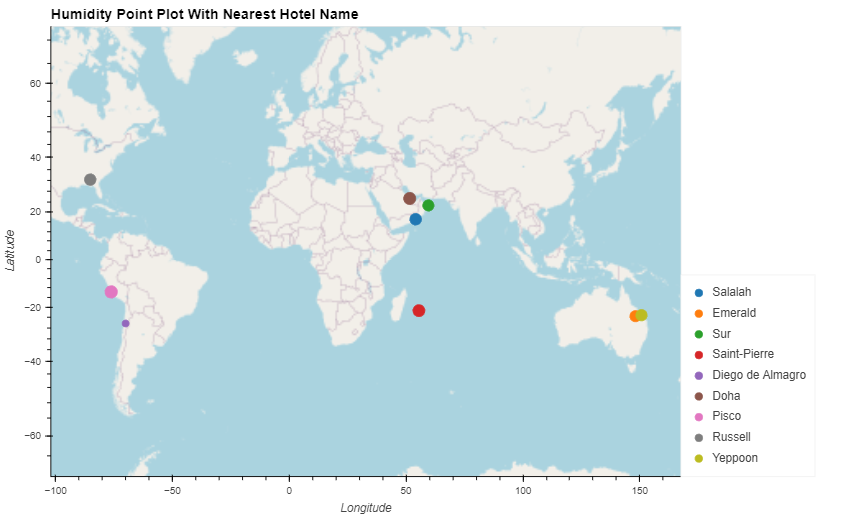 Humidity Point Plot With Nearest Hotel Name
Latitude
60
40
20
0
−20
−40
−60
−100
−50
0
50
100
150
Longitude
Salalah
Emerald
Sur
Saint-Pierre
Diego de Almagro
Doha
Pisco
Russell
Yeppoon